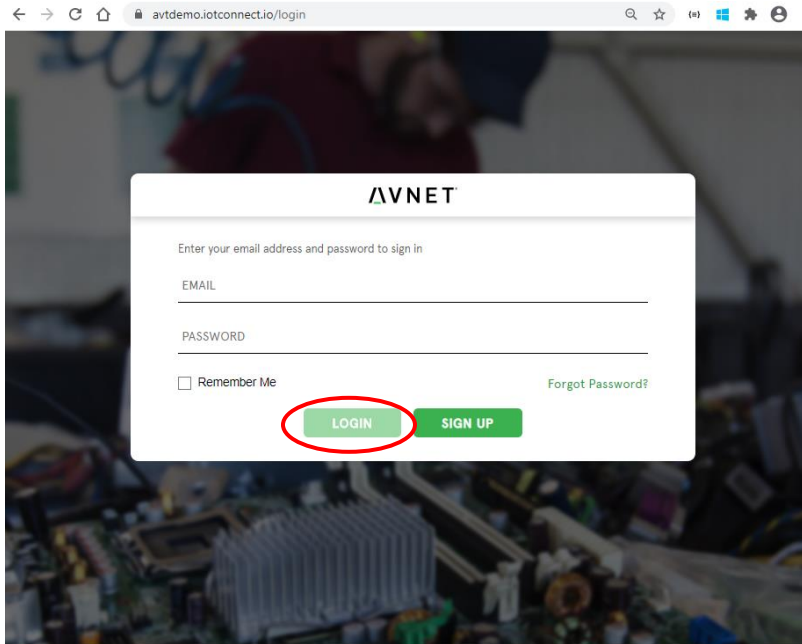 avtdemo.iotconnect.io/login
AVNET
Enter your email address and password to sign in
EMAIL
PASSWORD
Remember Me
Forgot Password?
LOGIN
SIGN UP